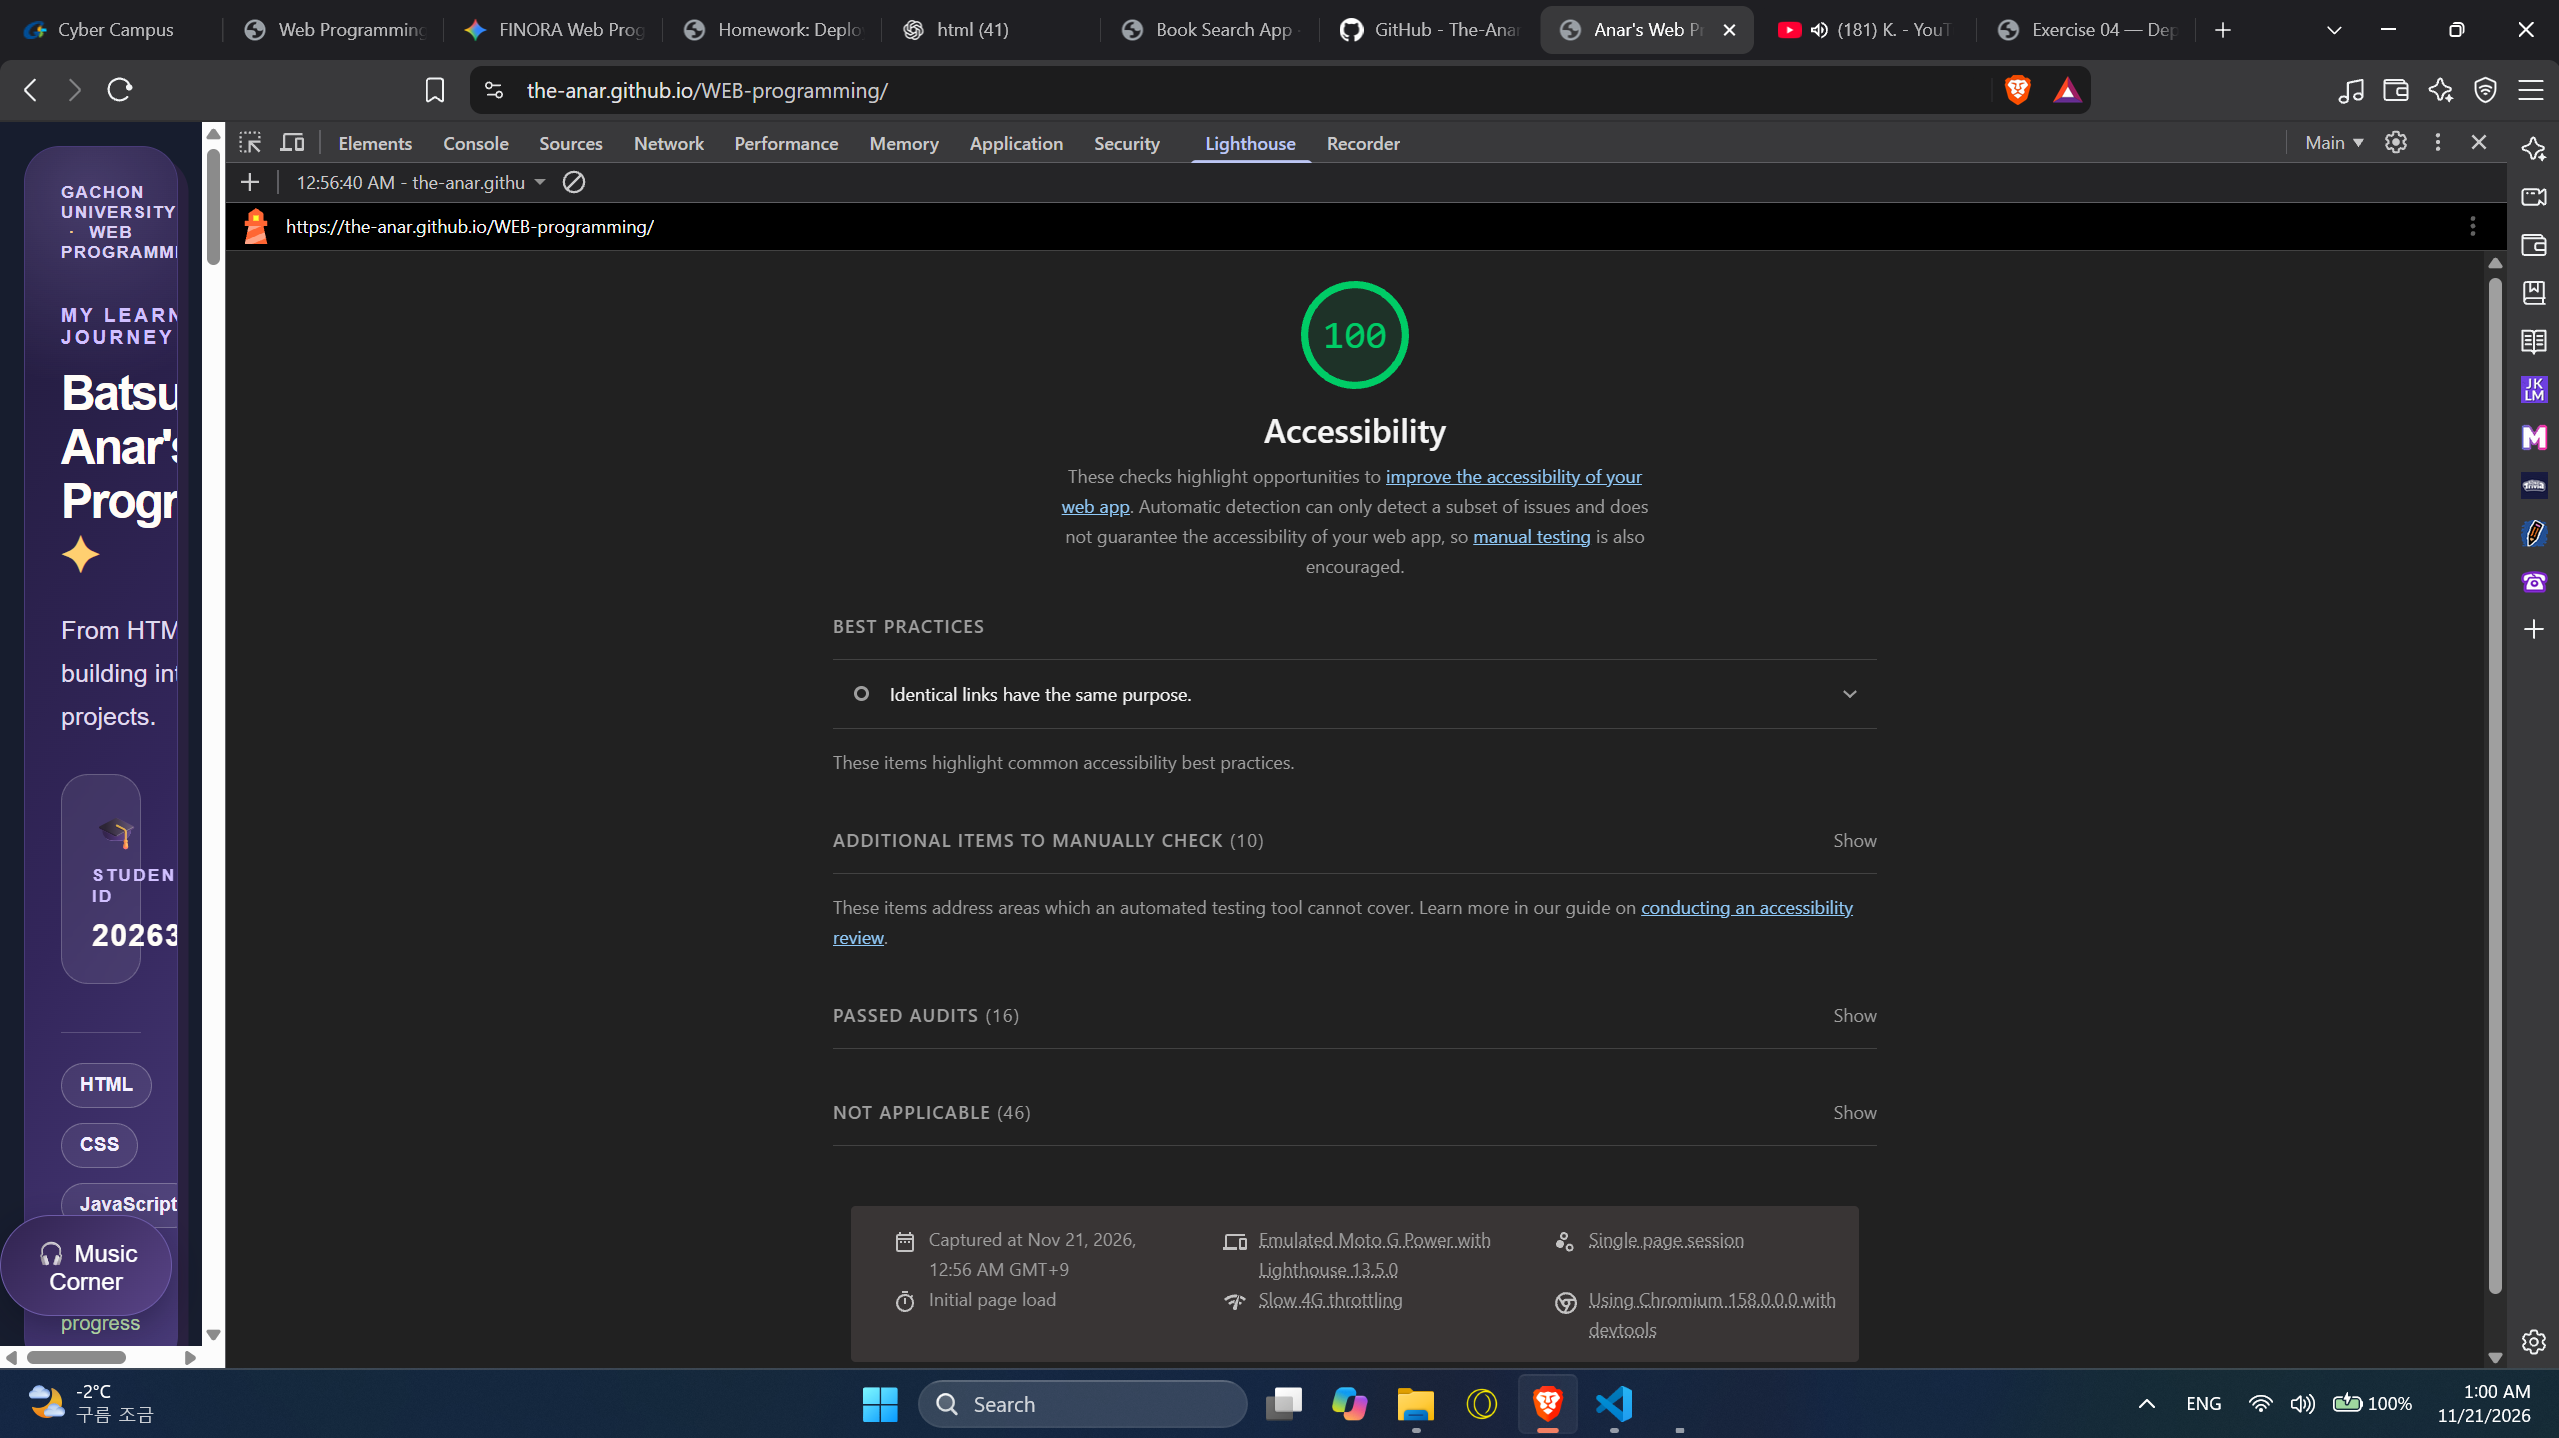 Cyber Campus
Web Programming
FINORA Web Prog
Homework: Deplo
html (41)
Book Search App
GitHub - The-Anar
Anar's Web Pr
(181) K. - YouT
Exercise 04 — Dep
the-anar.github.io/WEB-programming/
Elements
Console
Sources
Network
Performance
Memory
Application
Security
Lighthouse
Recorder
Main
12:56:40 AM - the-anar.githu
https://the-anar.github.io/WEB-programming/
GACHON
UNIVERSITY
· WEB
PROGRAMMI
MY LEARN
JOURNEY
Batsu
Anar's
Progr
From HTM
building int
projects.
STUDEN
ID
20263
HTML
CSS
JavaScript
Music
Corner
progress
100
Accessibility
These checks highlight opportunities to improve the accessibility of your
web app. Automatic detection can only detect a subset of issues and does
not guarantee the accessibility of your web app, so manual testing is also
encouraged.
BEST PRACTICES
Identical links have the same purpose.
These items highlight common accessibility best practices.
ADDITIONAL ITEMS TO MANUALLY CHECK (10)
Show
These items address areas which an automated testing tool cannot cover. Learn more in our guide on conducting an accessibility
review.
PASSED AUDITS (16)
Show
NOT APPLICABLE (46)
Show
Captured at Nov 21, 2026,
12:56 AM GMT+9
Emulated Moto G Power with
Lighthouse 13.5.0
Single page session
Initial page load
Slow 4G throttling
Using Chromium 158.0.0.0 with
devtools
JK
LM
M
-2°C
구름 조금
Search
ENG
100%
1:00 AM
11/21/2026